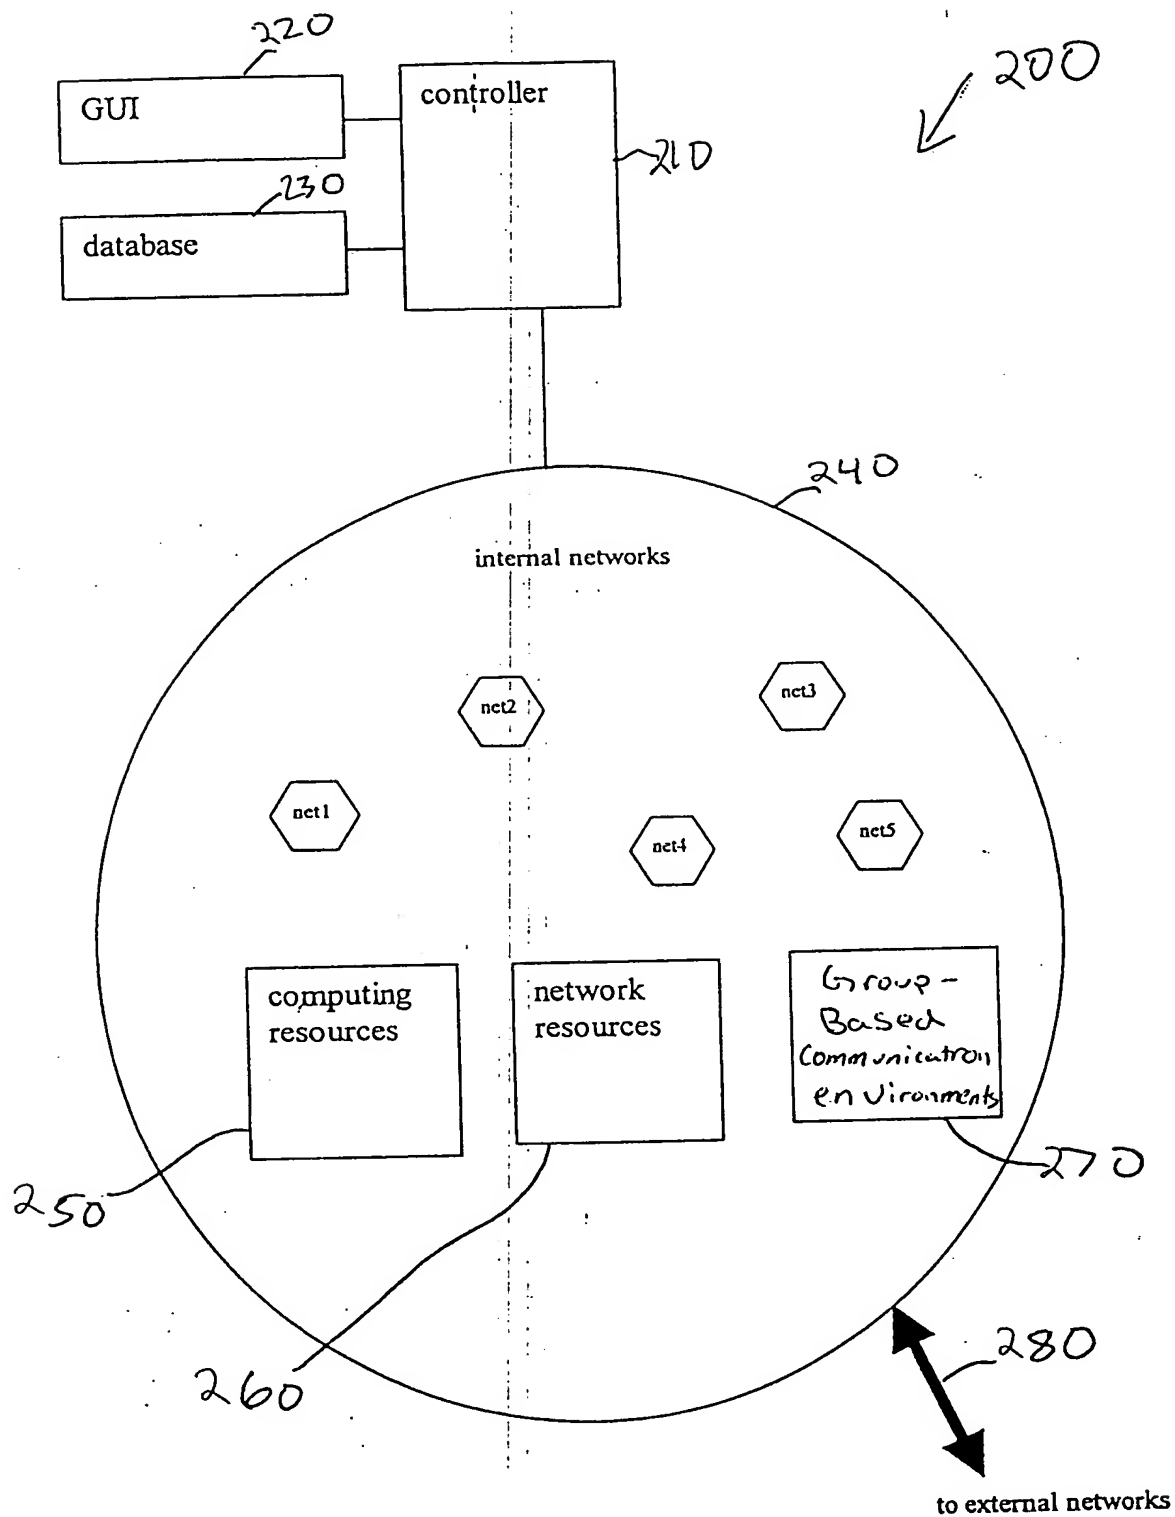 220
200
GUI
controller
210
230
database
240
internal networks
net2
net3
net1
net4
net5
computing
resources
network
resources
Group-
Based
Communication
environments
250
260
270
280
to external networks